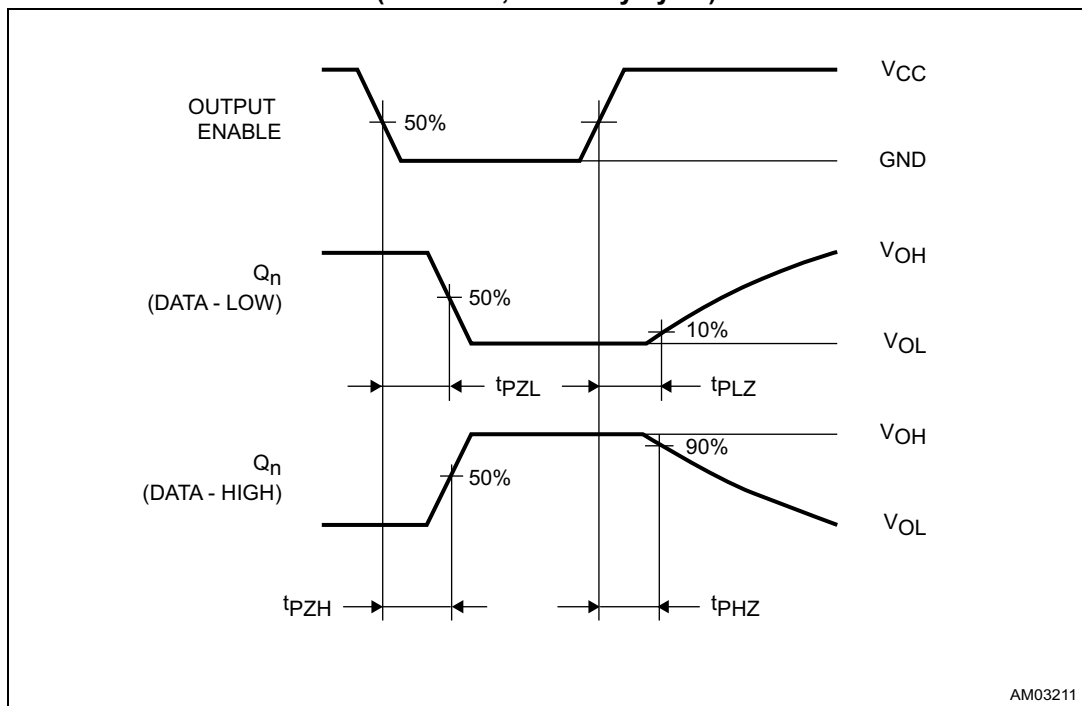 OUTPUT
ENABLE
50%
VCC
GND
Qn
(DATA - LOW)
50%
10%
VOH
VOL
tPZL
tPLZ
Qn
(DATA - HIGH)
50%
90%
VOH
VOL
tPZH
tPHZ
AM03211